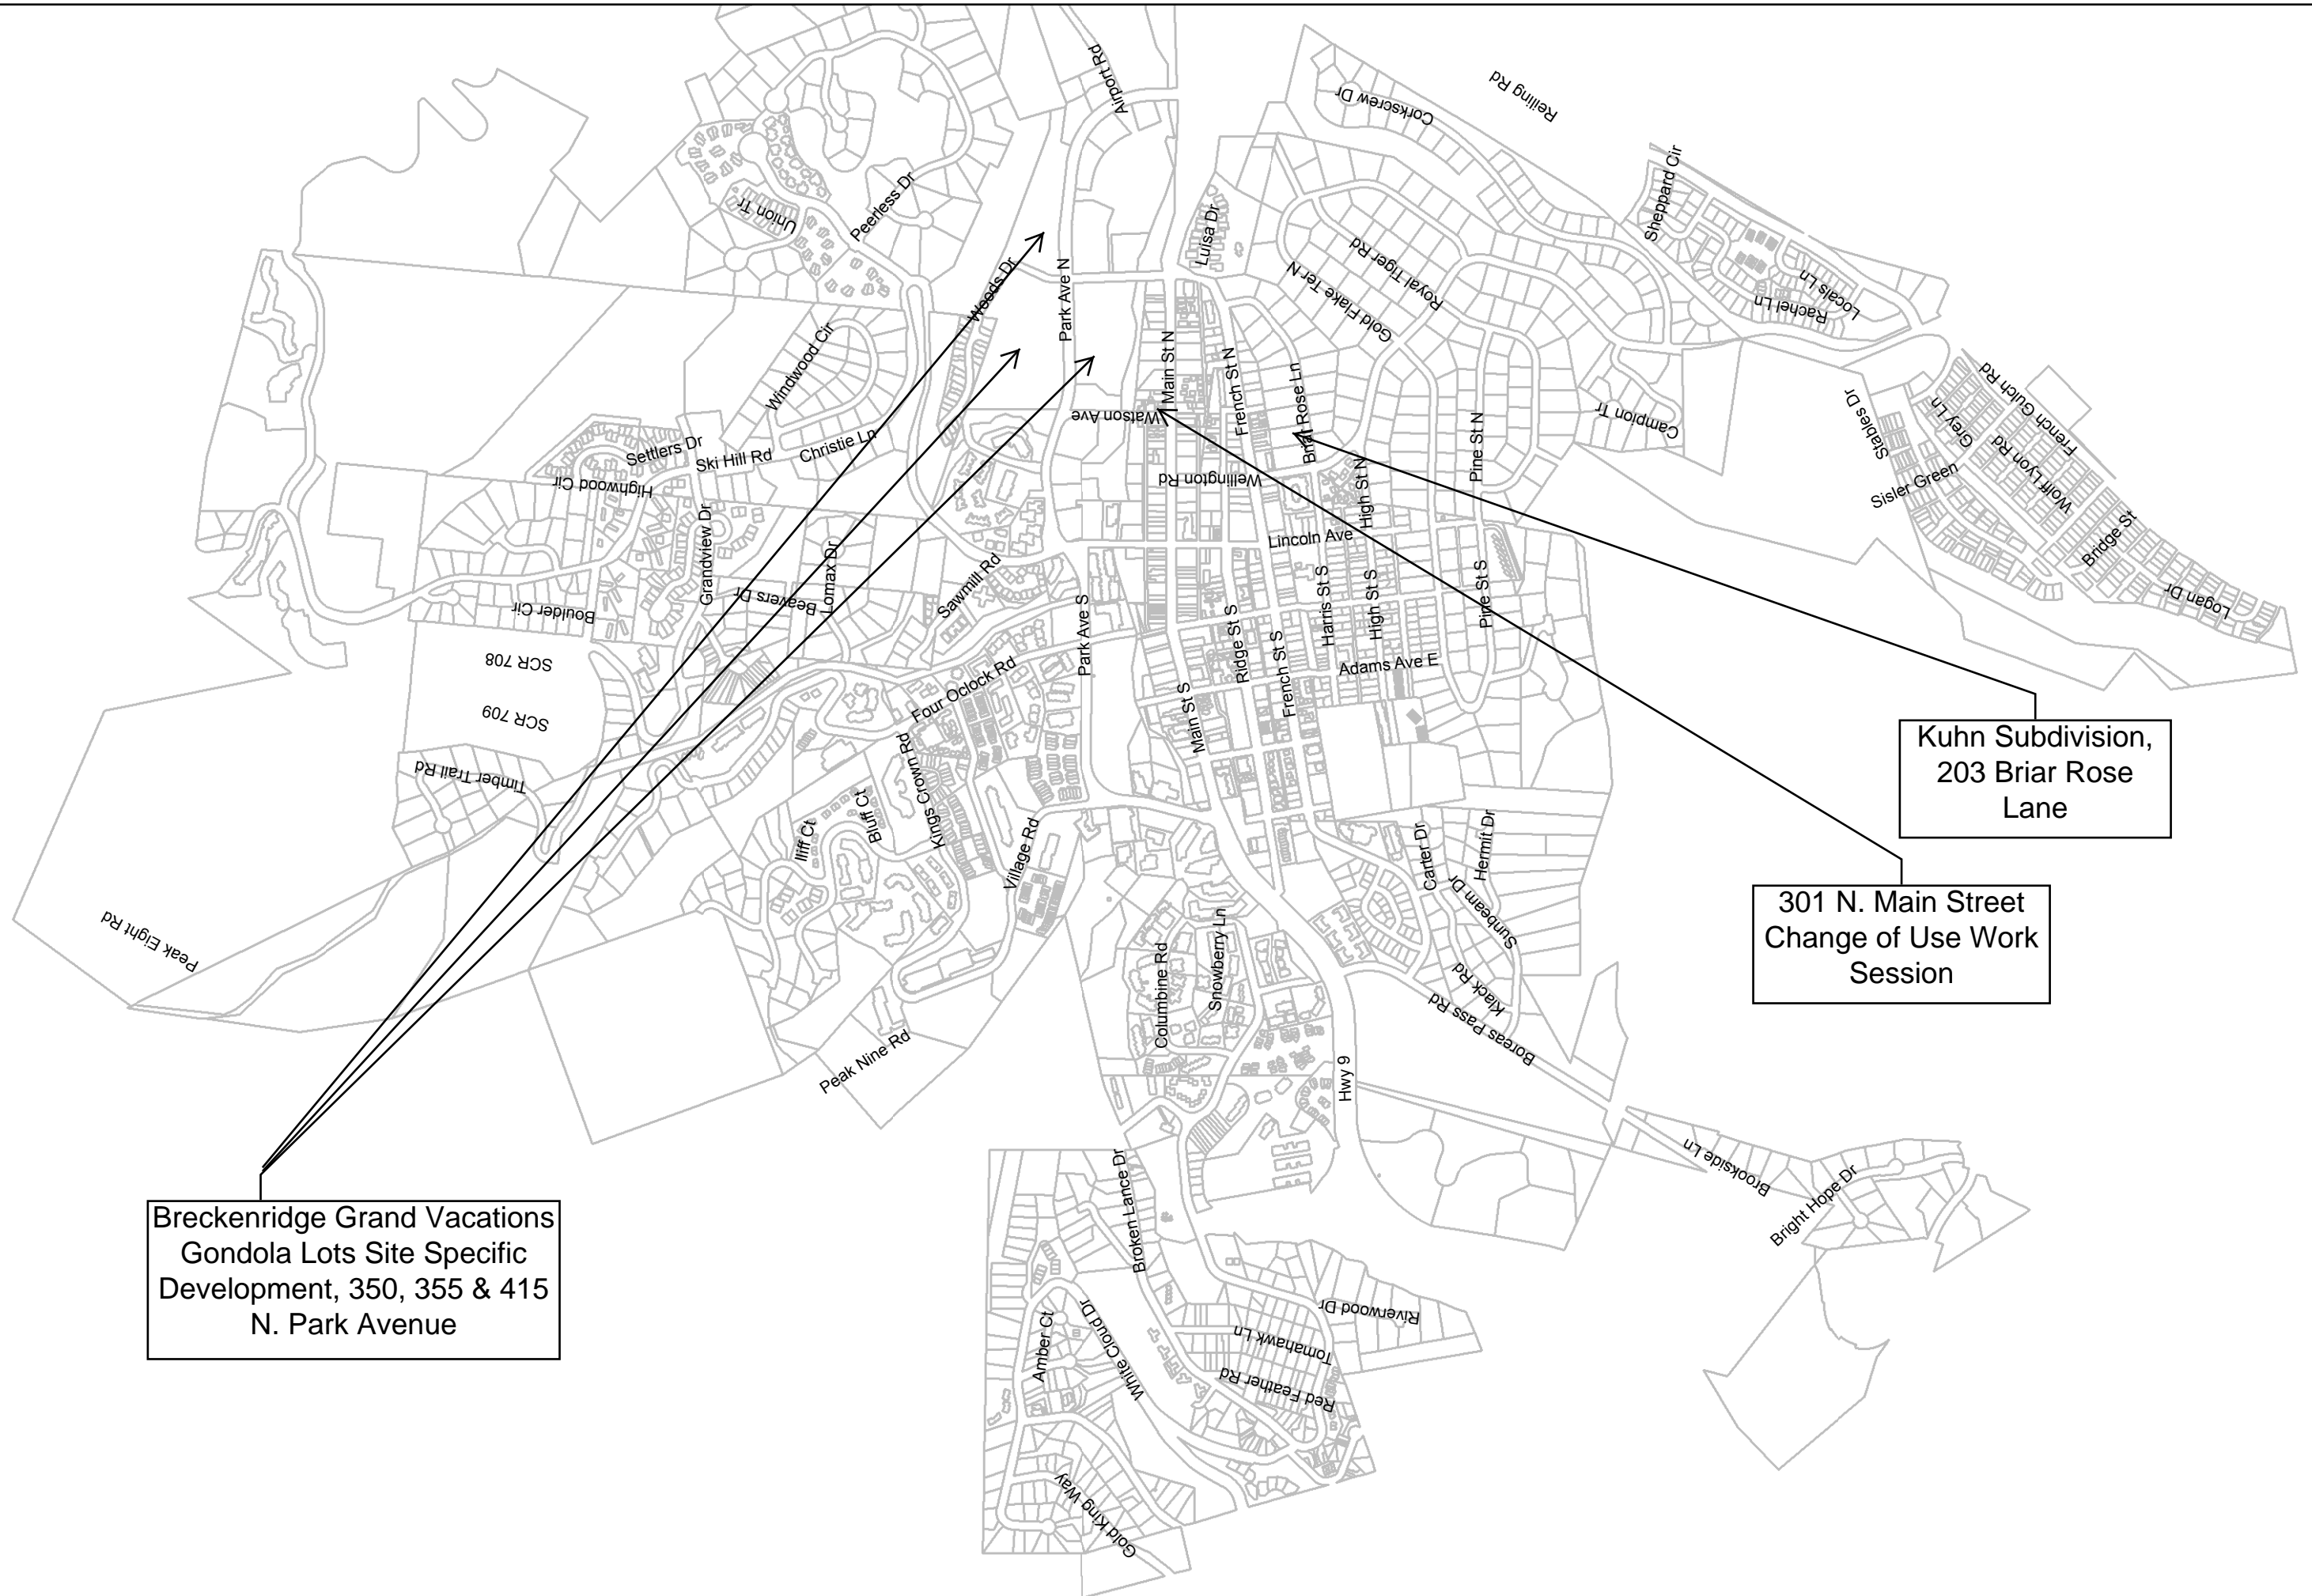 Airport Rd
Reiling Rd
Corkscrew Dr
Sheppard Cir
Union Tr
Peerless Dr
Luisa Dr
Royal Tiger Rd
Gold Flake Ter N
Woods Dr
Park Ave N
Locals Ln
Rachel Ln
Windwood Cir
Main St N
French St N
Briar Rose Ln
French Gulch Rd
Watson Ave
Campion Tr
Stables Dr
Grey Ln
Settlers Dr
Ski Hill Rd
Christie Ln
Pine St N
Wolff Lyon Rd
Highwood Cir
Wellington Rd
High St N
Sisler Green
Grandview Dr
Lincoln Ave
Bridge St
Lomax Dr
Beavers Dr
Sawmill Rd
Boulder Cir
Park Ave S
Ridge St S
Harris St S
High St S
Pine St S
Logan Dr
SCR 708
SCR 709
Four Oclock Rd
Main St S
French St S
Adams Ave E
Kuhn Subdivision,
203 Briar Rose
Lane
Timber Trail Rd
Kings Crown Rd
Bluff Ct
Iliff Ct
Village Rd
Carter Dr
Hermit Dr
Sunbeam Dr
301 N. Main Street
Change of Use Work
Session
Peak Eight Rd
Columbine Rd
Snowberry Ln
Klack Rd
Boreas Pass Rd
Peak Nine Rd
Hwy 9
Brookside Ln
Bright Hope Dr
Broken Lance Dr
Breckenridge Grand Vacations
Gondola Lots Site Specific
Development, 350, 355 & 415
N. Park Avenue
Amber Ct
White Cloud Dr
Riverwood Dr
Tomahawk Ln
Red Feather Rd
Gold King Way